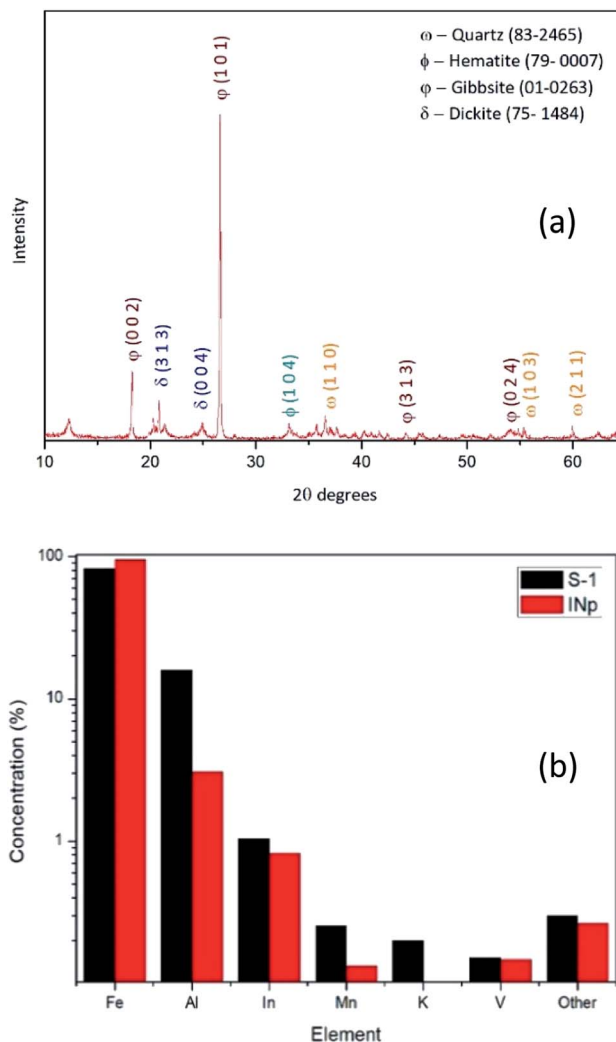 ω – Quartz (83-2465)
ϕ – Hematite (79- 0007)
φ – Gibbsite (01-0263)
δ – Dickite (75- 1484)
(a)
Intensity
φ (0 0 2)
δ (3 1 3)
δ (0 0 4)
φ (1 0 1)
ϕ (1 0 4)
ω (1 1 0)
φ (3 1 3)
φ (0 2 4)
ω (1 0 3)
ω (2 1 1)
10 20 30 40 50 60
2θ degrees
S-1
INp
(b)
Concentration (%)
100
10
1
Fe Al In Mn K V Other
Element